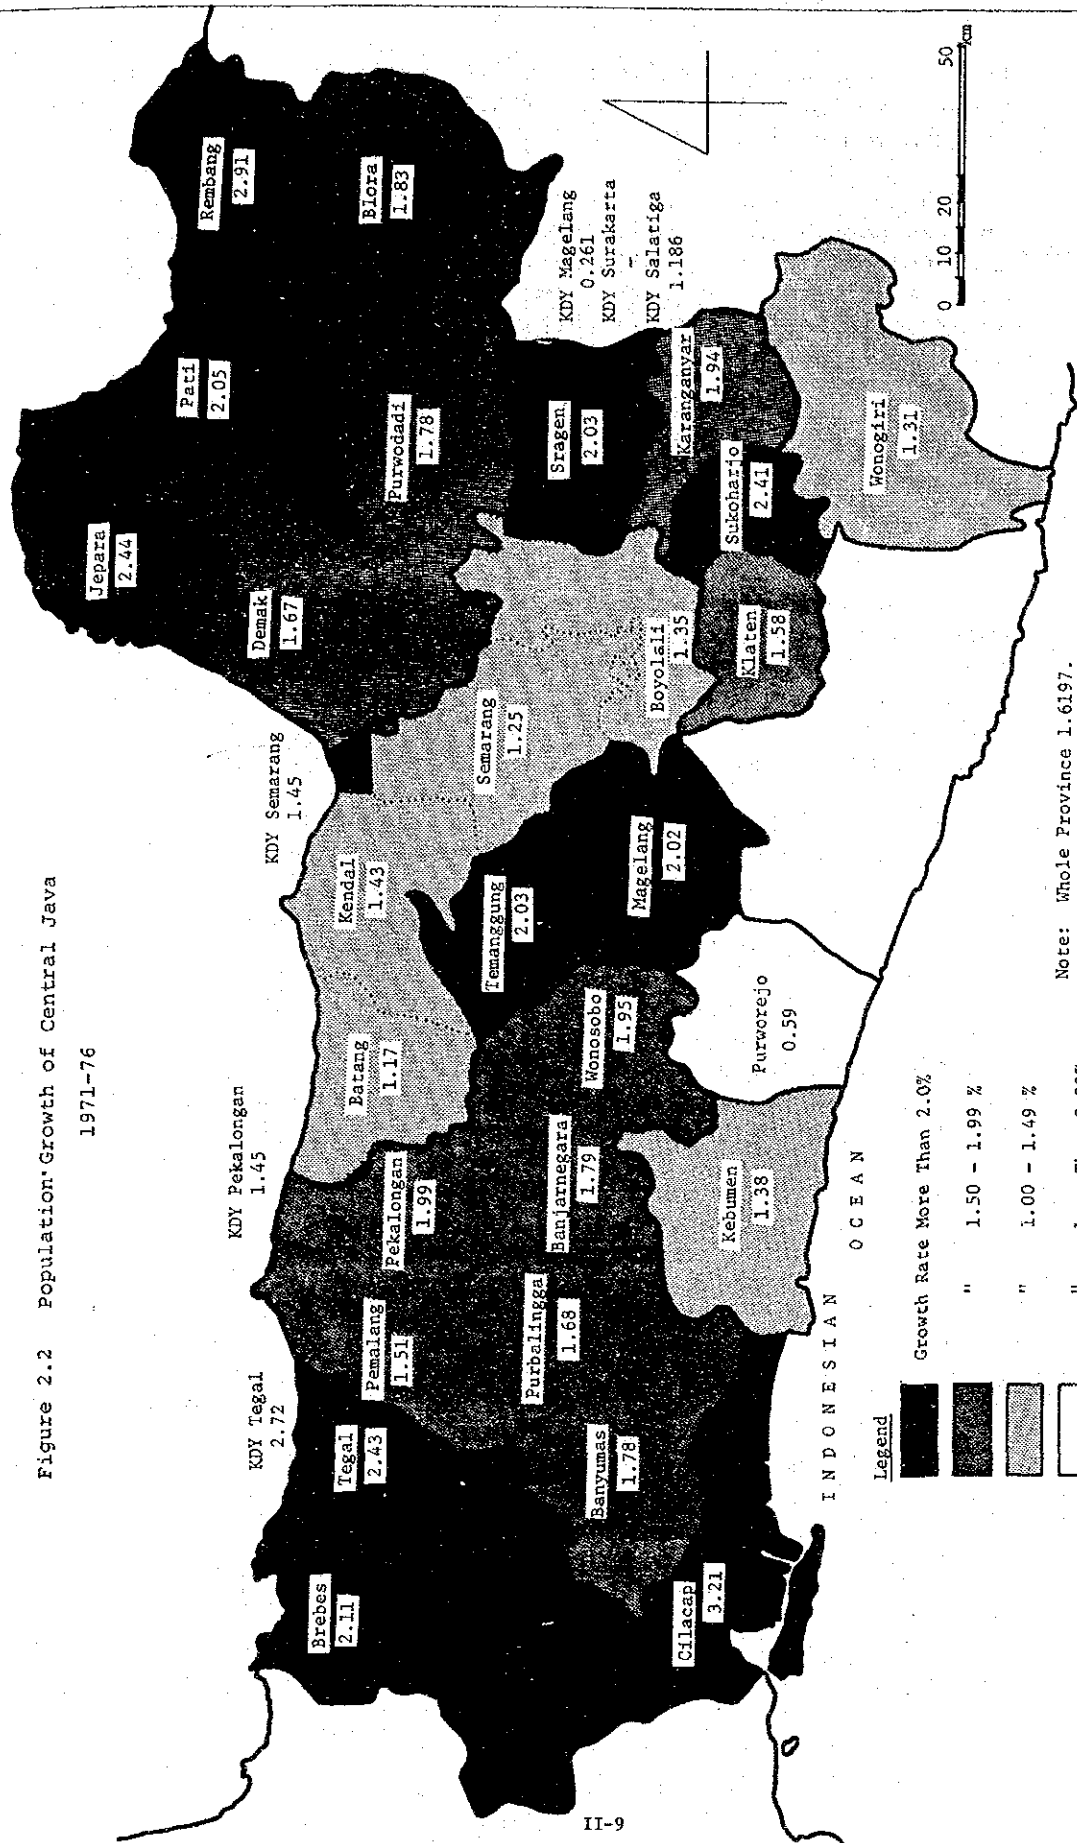 Figure 2.2 Population Growth of Central Java
1971-76
KDY Tegal
2.72
KDY Pekalongan
1.45
KDY Semarang
1.45
Jepara
2.44
Pati
2.05
Rembang
2.91
Brebes
2.11
Tegal
2.43
Pemalang
1.51
Pekalongan
1.99
Batang
1.17
Kendal
1.43
Demak
1.67
Purwodadi
1.78
Blora
1.83
Semarang
1.25
Temanggung
2.03
Purbalingga
1.68
Banjarnegara
1.79
Banyumas
1.78
Wonosobo
1.95
Magelang
2.02
Boyolali
1.35
Sragen
2.03
KDY Magelang
0.261
KDY Surakarta
-
KDY Salatiga
1.186
Karanganyar
1.94
Sukoharjo
2.41
Klaten
1.58
Cilacap
3.21
Kebumen
1.38
Purworejo
0.59
Wonogiri
1.31
INDONESIAN OCEAN
0 10 20 50 km
Legend
Growth Rate More Than 2.0%
" 1.50 - 1.99 %
" 1.00 - 1.49 %
"
Note: Whole Province 1.6197.
II-9